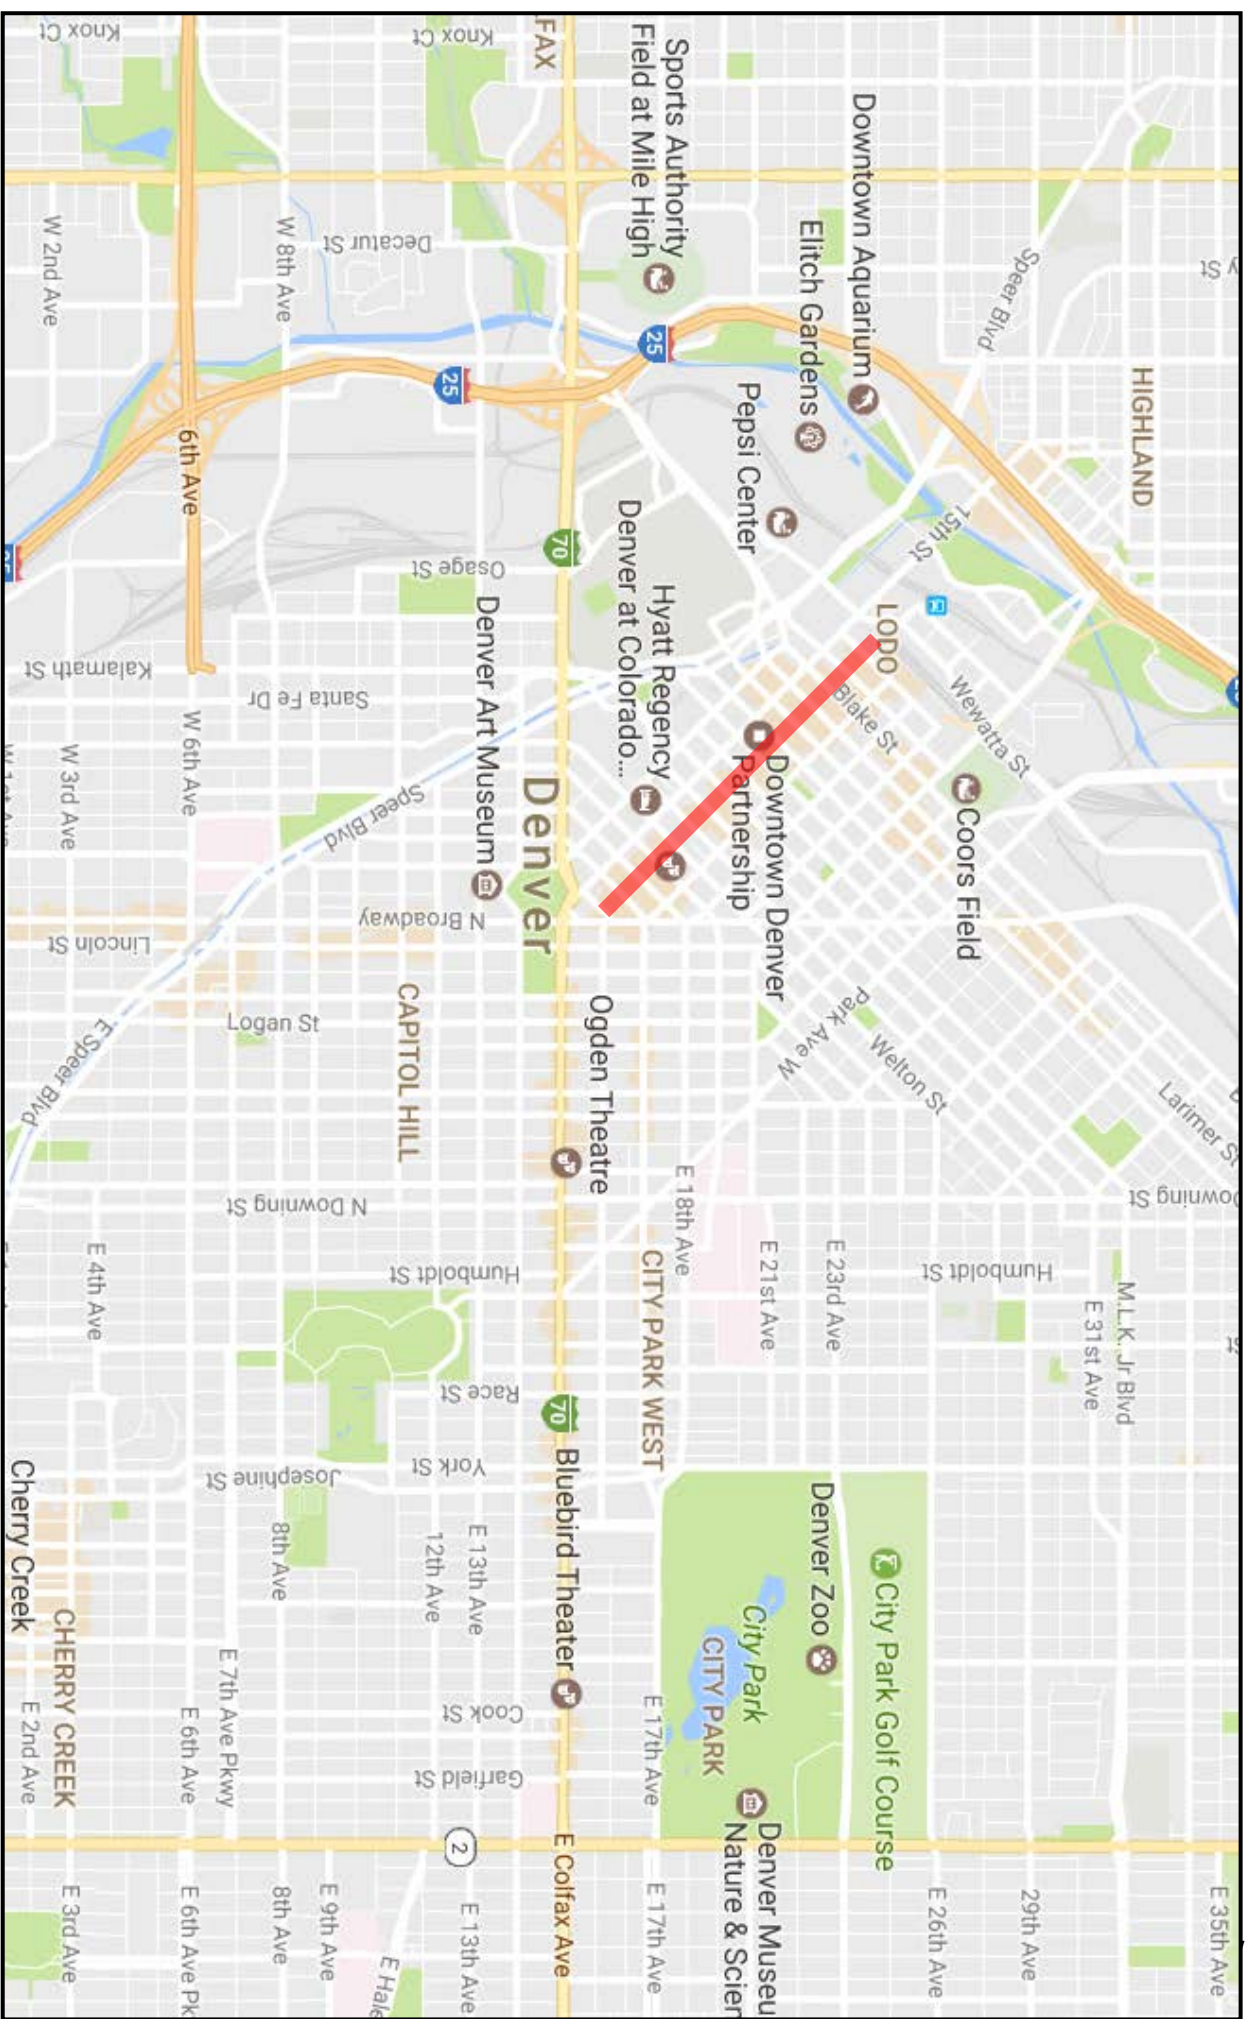 Knox Ct
Knox Ct
FAX
Sports Authority
Field at Mile High
Downtown Aquarium
Elitch Gardens
Pepsi Center
Speer Blvd
HIGHLAND
W 2nd Ave
W 8th Ave
Decatur St
25
25
6th Ave
70
Osage St
15th St
LODO
Blake St
Wewatta St
Coors Field
Hyatt Regency
Denver at Colorado...
Downtown Denver
Partnership
Denver Art Museum
Denver
Kalamath St
Santa Fe Dr
W 3rd Ave
W 6th Ave
Speer Blvd
N Broadway
Lincoln St
Logan St
E Speer Blvd
CAPITOL HILL
Ogden Theatre
Park Ave W
Welton St
Larimer St
N Downing St
E 18th Ave
E 4th Ave
Humboldt St
CITY PARK WEST
E 21st Ave
E 23rd Ave
Humboldt St
M.L.K. Jr Blvd
E 31st Ave
Race St
70
York St
Josephine St
Bluebird Theater
Denver Zoo
City Park Golf Course
City Park
CITY PARK
Cherry Creek
CHERRY CREEK
8th Ave
12th Ave
E 13th Ave
E 7th Ave Pkwy
E 6th Ave
E 2nd Ave
Cook St
Garfield St
E 17th Ave
Denver Museu
Nature & Scien
2
E Colfax Ave
E 3rd Ave
E 6th Ave Pk
8th Ave
E 9th Ave
E Hale
E 13th Ave
E 17th Ave
E 26th Ave
29th Ave
E 35th Ave